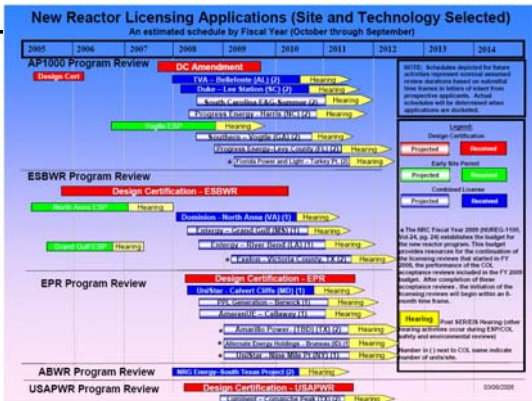 New Reactor Licensing Applications (Site and Technology Selected)
An estimated schedule by Fiscal Year (October through September)
2005 2006 2007 2008 2009 2010 2011 2012 2013 2014
AP1000 Program Review
DC Amendment
Design Cert
TVA – Bellefonte (AL) (2) Hearing
Duke – Lee Station (SC) (2) Hearing
South Carolina E&G-Summer (2) Hearing
Progress Energy - Harris (NC) (2) Hearing
Vogtle ESP Hearing
Southern – Vogtle (GA) (2) Hearing
Progress Energy-Levy County (FL) (2) Hearing
* Florida Power and Light – Turkey Pt. (2) Hearing
ESBWR Program Review
Design Certification - ESBWR
North Anna ESP Hearing
Dominion - North Anna (VA) (1) Hearing
Entergy – Grand Gulf (MS) (1) Hearing
Grand Gulf ESP Hearing
Entergy – River Bend (LA) (1) Hearing
* Exelon - Victoria County, TX (2) Hearing
EPR Program Review
Design Certification - EPR
UniStar - Calvert Cliffs (MD) (1) Hearing
PPL Generation – Berwick (1) Hearing
AmerenUE – Callaway (1) Hearing
* Amarillo Power- (TBD) (TX) (2) Hearing
* Alternate Energy Holdings – Bruneau (ID) (1) Hearing
* UniStar - Nine Mile Pt (NY) (1) Hearing
ABWR Program Review
NRG Energy–South Texas Project (2) Hearing
USAPWR Program Review
Design Certification - USAPWR
Luminant – Comanche Peak (TX) (2) Hearing
NOTE: Schedules depicted for future
activities represent nominal assumed
review durations based on submittal
time frames in letters of intent from
prospective applicants. Actual
schedules will be determined when
applications are docketed.
Legend:
Design Certification
Projected Received
Early Site Permit
Projected Received
Combined License
Projected Received
* The NRC Fiscal Year 2009 (NUREG-1100,
Vol 24, pg. 24) establishes the budget for
the new reactor program. This budget
provides resources for the continuation of
the licensing reviews that started in FY
2008, the performance of the COL
acceptance reviews included in the FY 2009
budget. After completion of these
acceptance reviews, the initiation of the
licensing reviews will begin within an
month time frame.
Hearing Post SER/EIS Hearing (other
hearing activities occur during ESP/COL
safety and environmental reviews)
Number in ( ) next to COL name indicate
number of units/site.